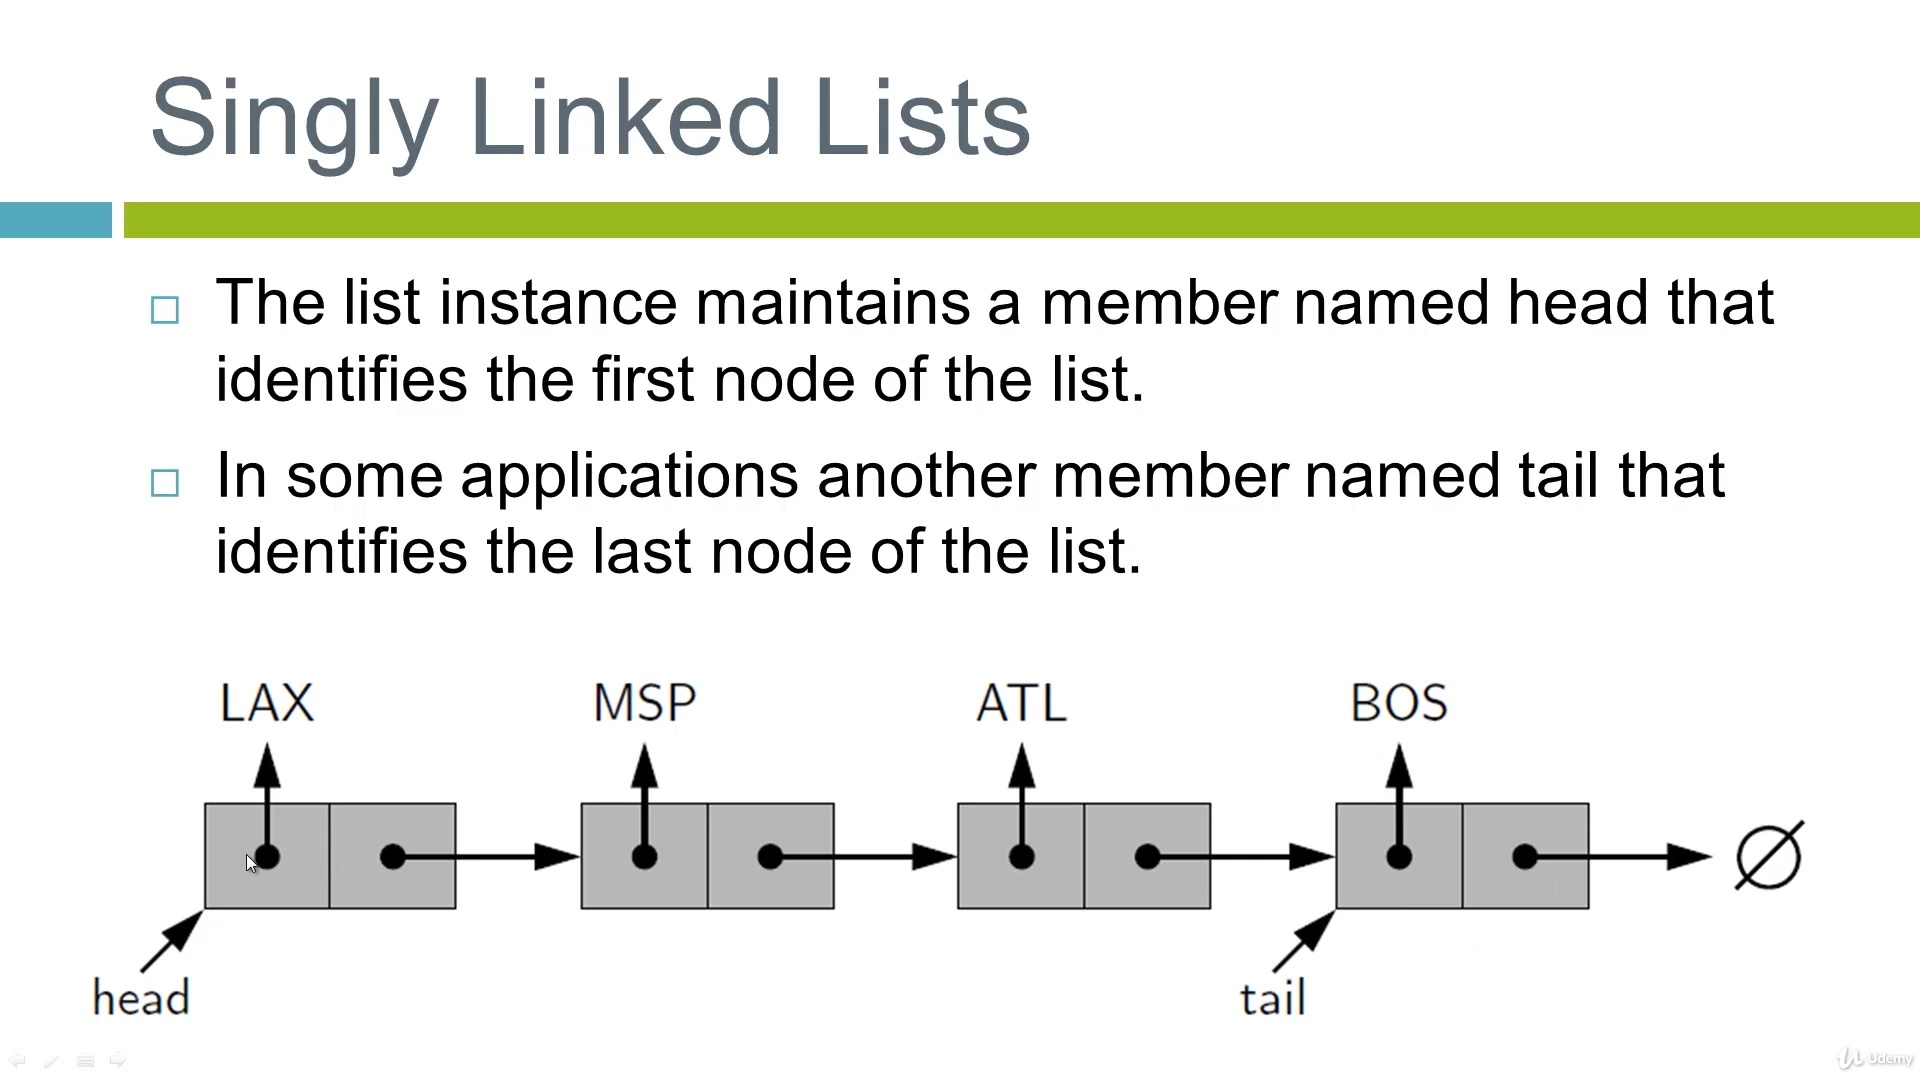 Singly Linked Lists
The list instance maintains a member named head that
identifies the first node of the list.
In some applications another member named tail that
identifies the last node of the list.
LAX MSP ATL BOS
head tail
Udemy